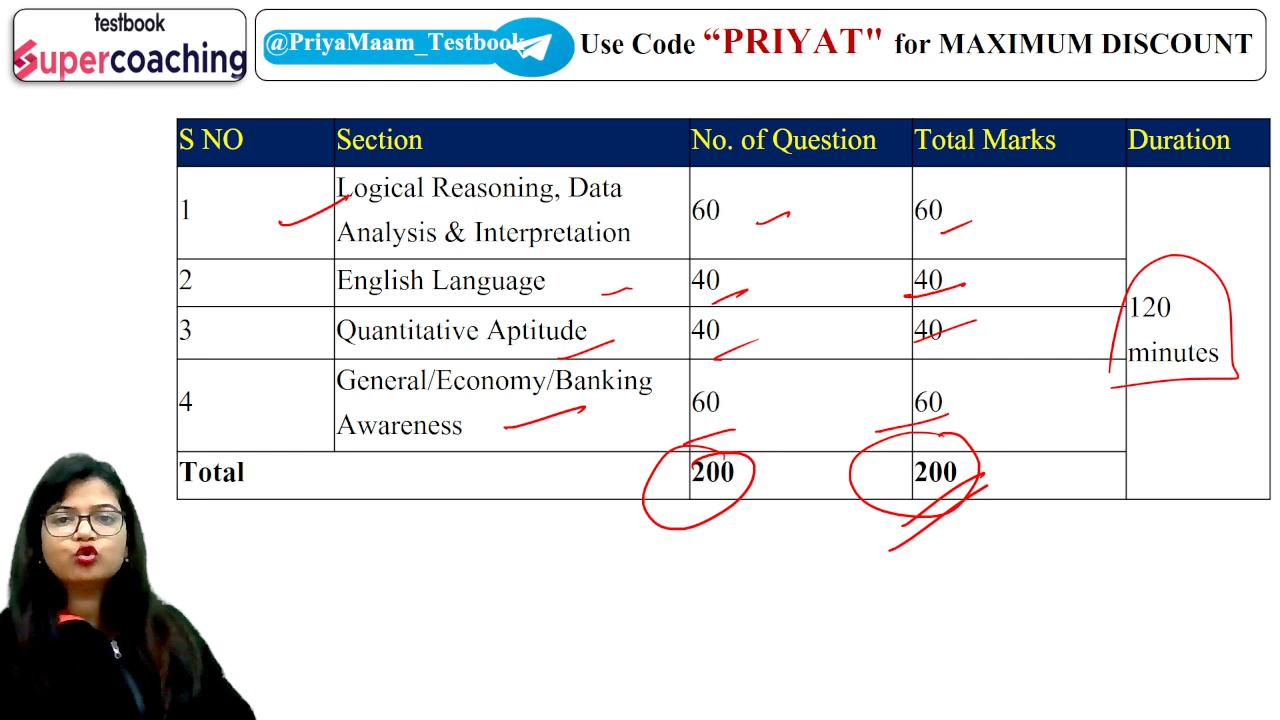 testbook
Supercoaching
@PriyaMaam_Testbook
Use Code “PRIYAT" for MAXIMUM DISCOUNT
S NO Section No. of Question Total Marks Duration
1 Logical Reasoning, Data Analysis & Interpretation 60 60
2 English Language 40 40
3 Quantitative Aptitude 40 40
120 minutes
4 General/Economy/Banking Awareness 60 60
Total 200 200